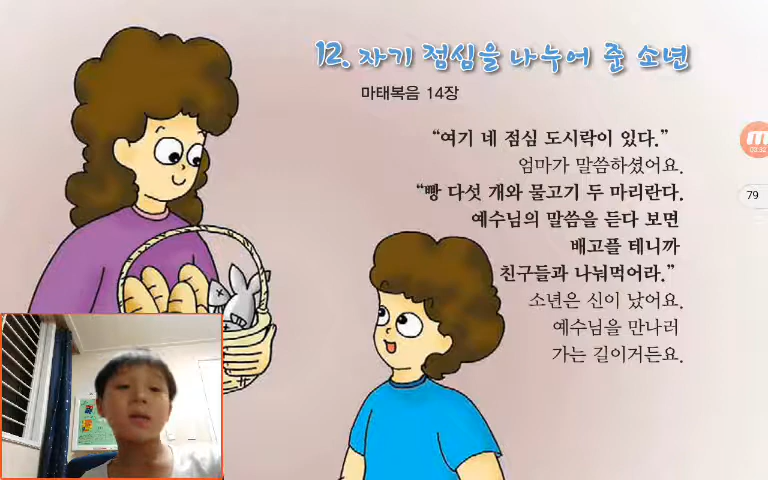 12. 자기 점심을 나누어 준 소년
마태복음 14장
“여기 네 점심 도시락이 있다.”
엄마가 말씀하셨어요.
“빵 다섯 개와 물고기 두 마리란다.
예수님의 말씀을 듣다 보면
배고플 테니까
친구들과 나눠먹어라.”
소년은 신이 났어요.
예수님을 만나러
가는 길이거든요.
79